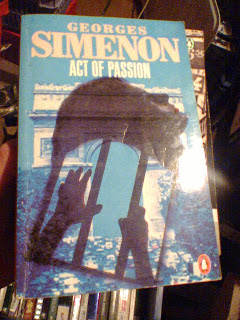 GEORGES
SIMENON
ACT OF PASSION